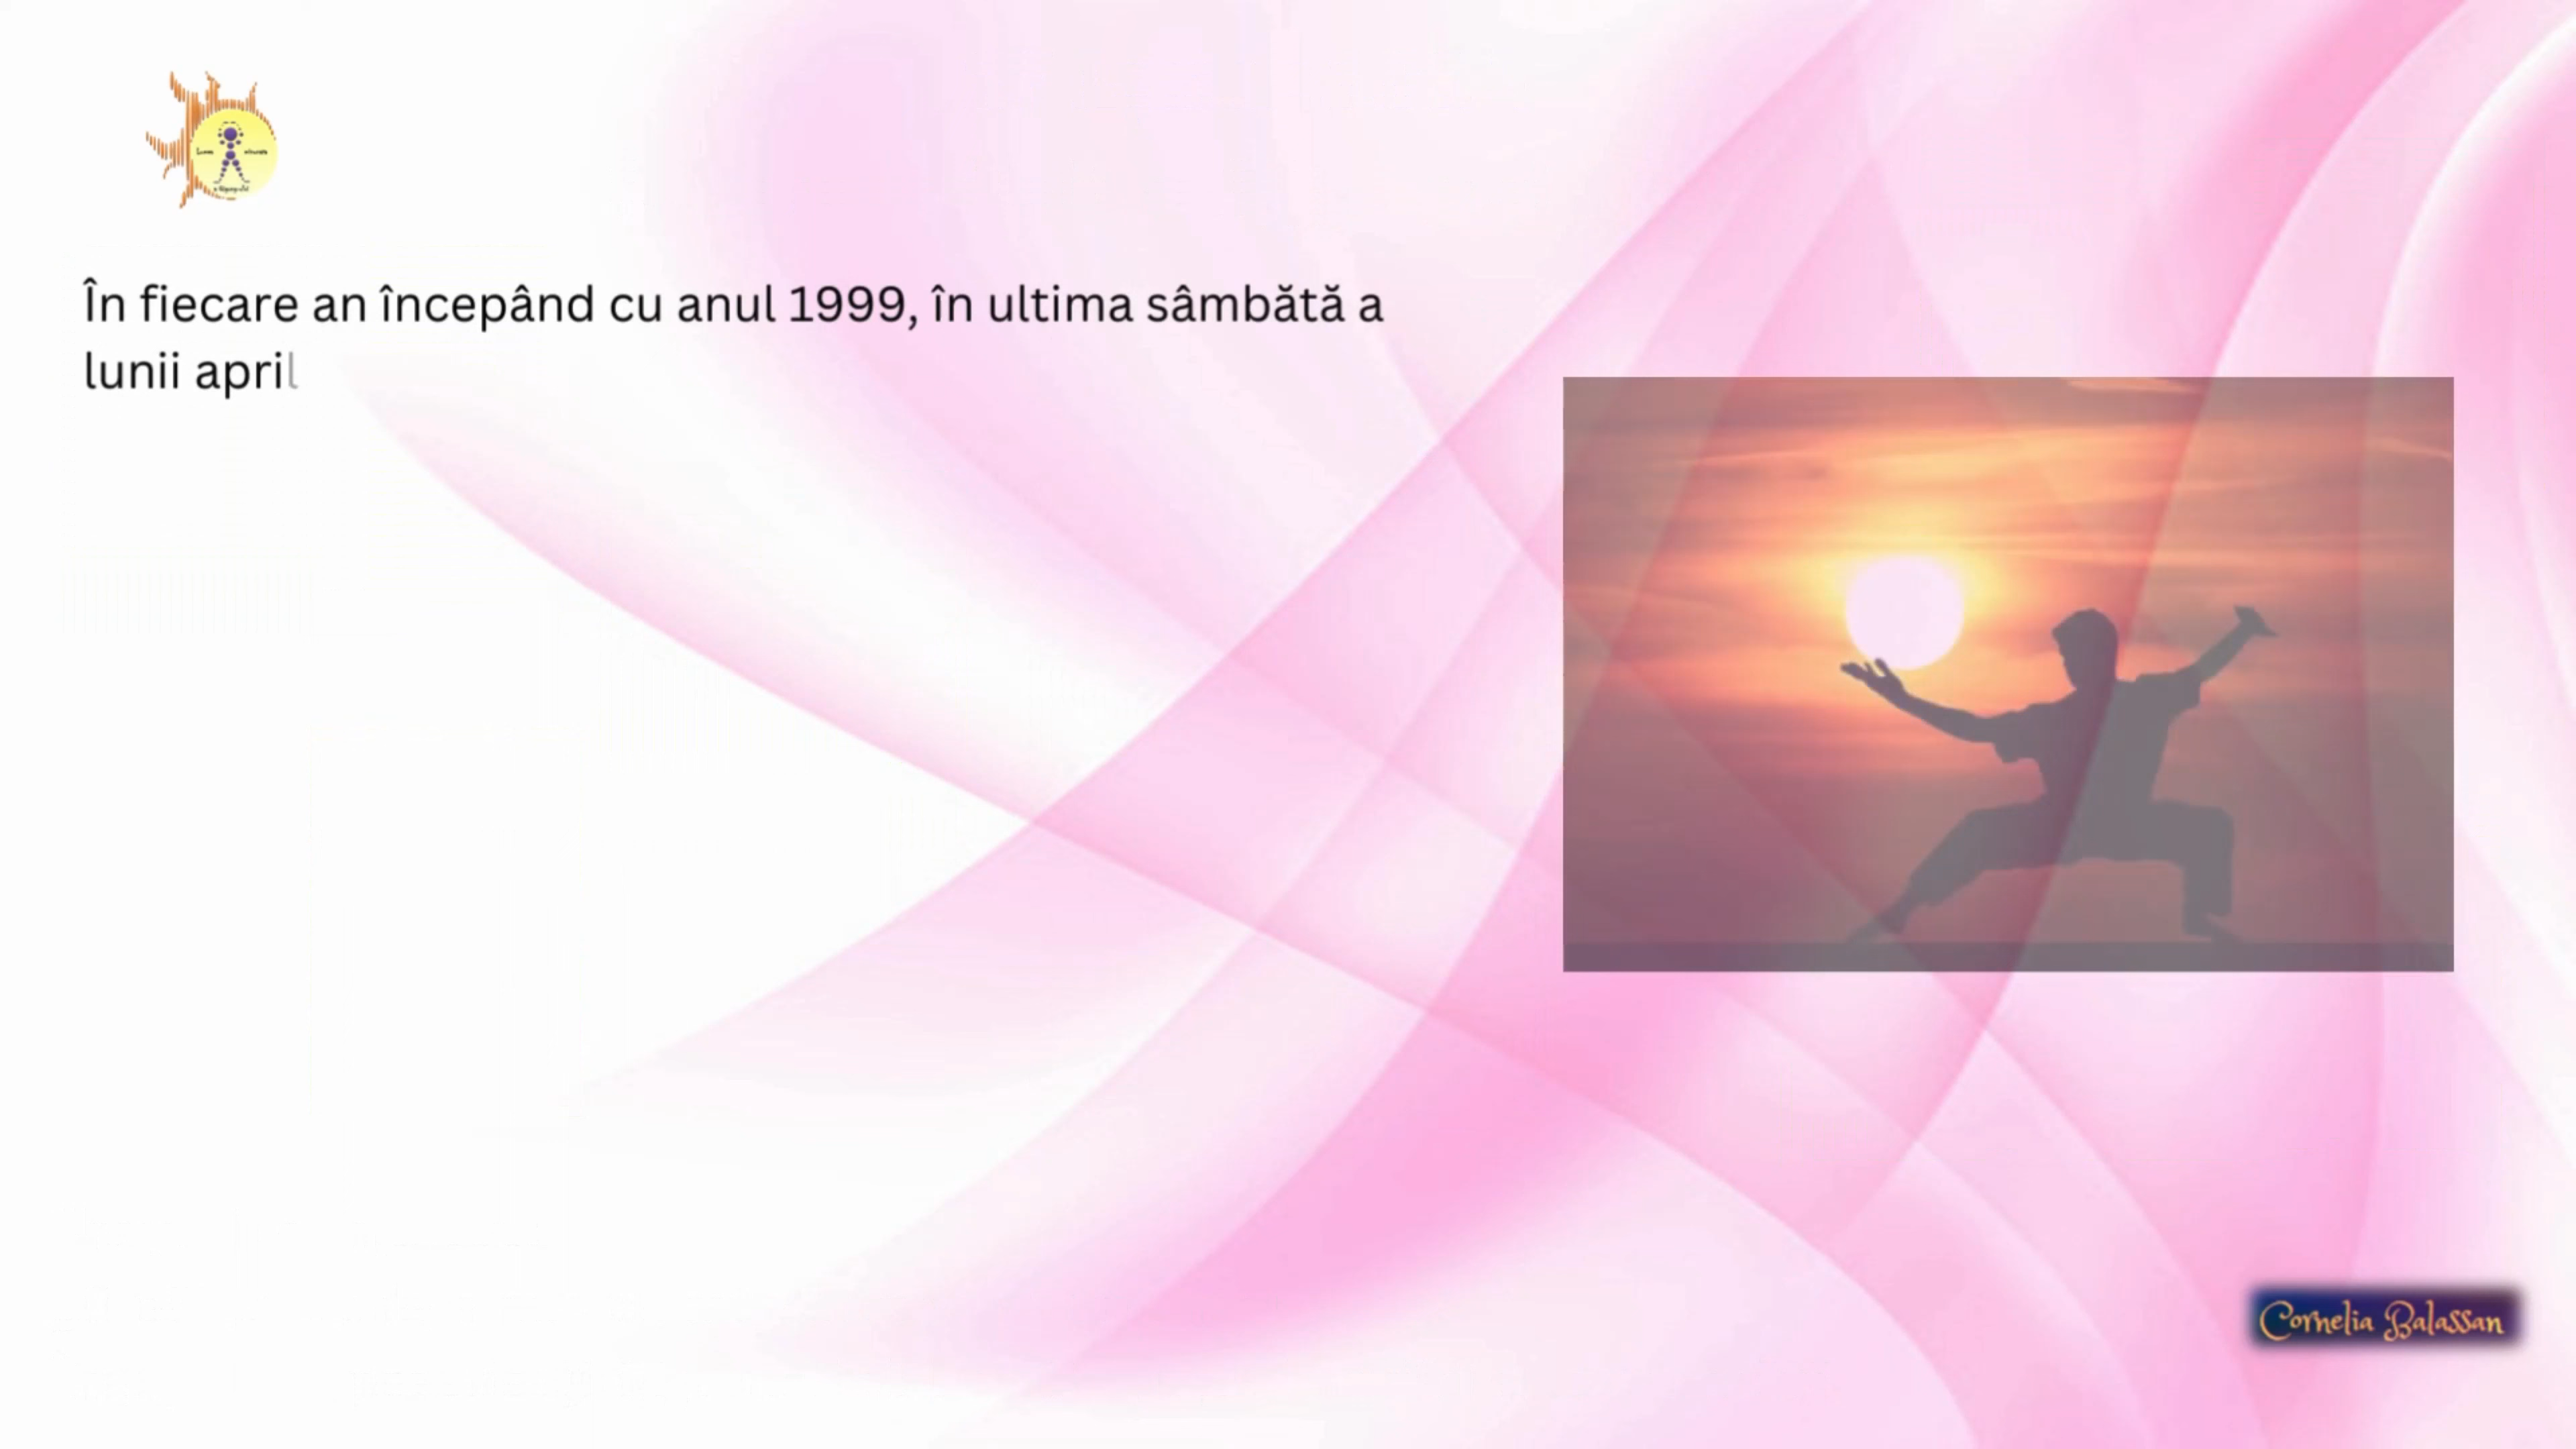 În fiecare an începând cu anul 1999, în ultima sâmbătă a
lunii april
Cornelia Balassan